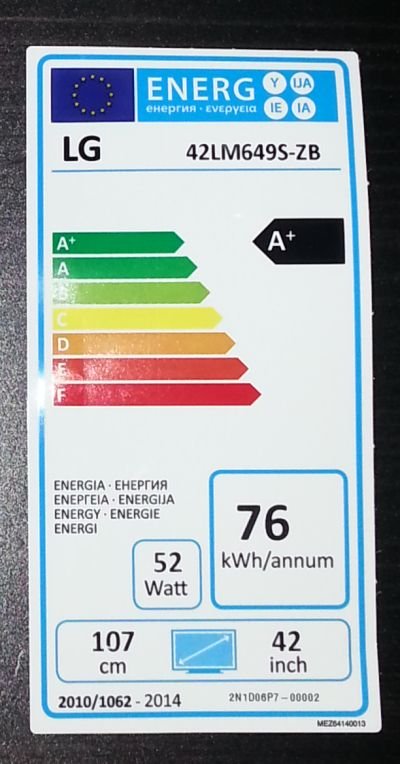 ENERG Y IJA
енергия · ενεργεια IE IA
LG 42LM649S-ZB
A+ A+
A
B
C
D
E
F
ENERGIA · ЕНЕРГИЯ
ΕΝΕΡΓΕΙΑ · ENERGIJA
ENERGY · ENERGIE
ENERGI
76
kWh/annum
52
Watt
107
cm
42
inch
2010/1062 - 2014 2N1D06P7-00002
MEZ64140013